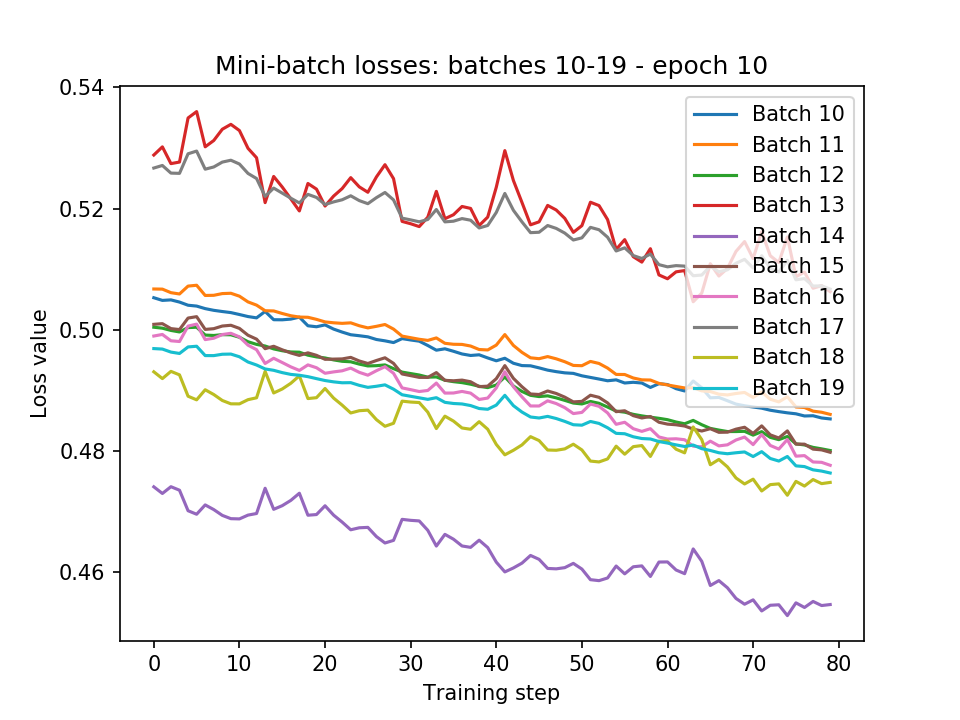 Mini-batch losses: batches 10-19 - epoch 10
Loss value
0.54
0.52
0.50
0.48
0.46
Batch 10
Batch 11
Batch 12
Batch 13
Batch 14
Batch 15
Batch 16
Batch 17
Batch 18
Batch 19
0 10 20 30 40 50 60 70 80
Training step